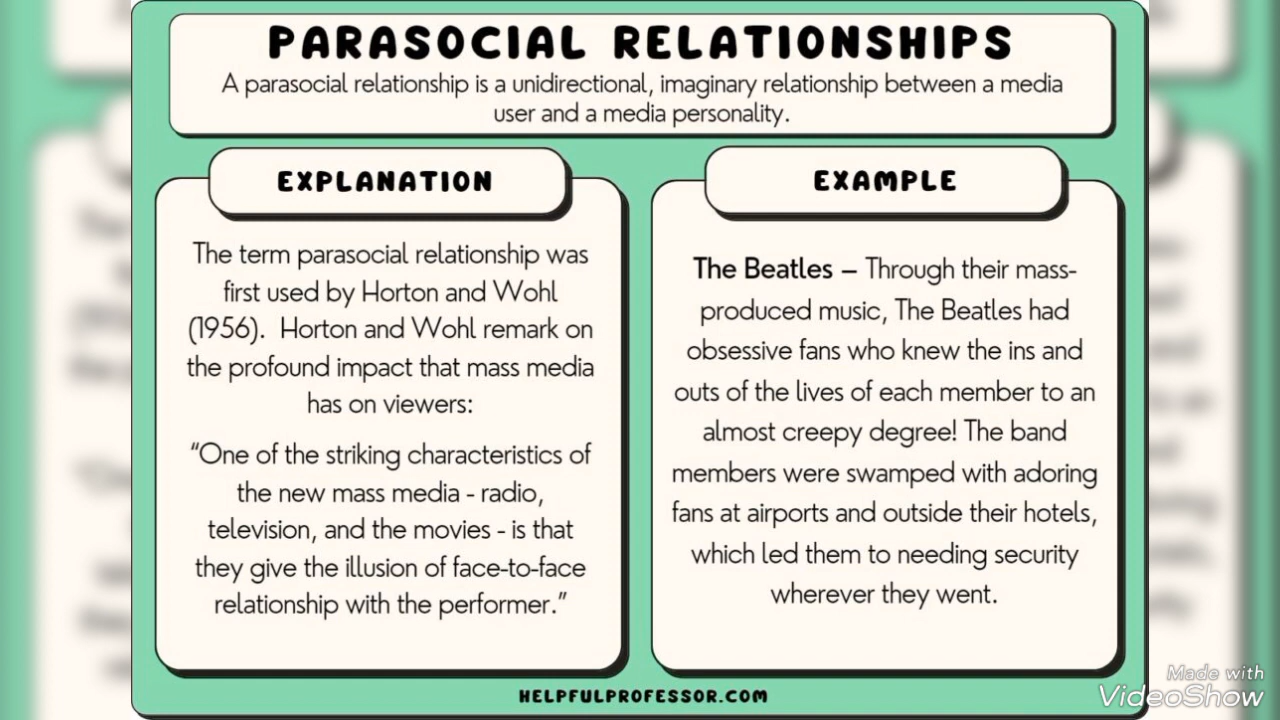 PARASOCIAL RELATIONSHIPS
A parasocial relationship is a unidirectional, imaginary relationship between a media
user and a media personality.
EXPLANATION
The term parasocial relationship was
first used by Horton and Wohl
(1956). Horton and Wohl remark on
the profound impact that mass media
has on viewers:
“One of the striking characteristics of
the new mass media - radio,
television, and the movies - is that
they give the illusion of face-to-face
relationship with the performer.”
EXAMPLE
The Beatles – Through their mass-
produced music, The Beatles had
obsessive fans who knew the ins and
outs of the lives of each member to an
almost creepy degree! The band
members were swamped with adoring
fans at airports and outside their hotels,
which led them to needing security
wherever they went.
HELPFULPROFESSOR.COM
Made with
VideoShow